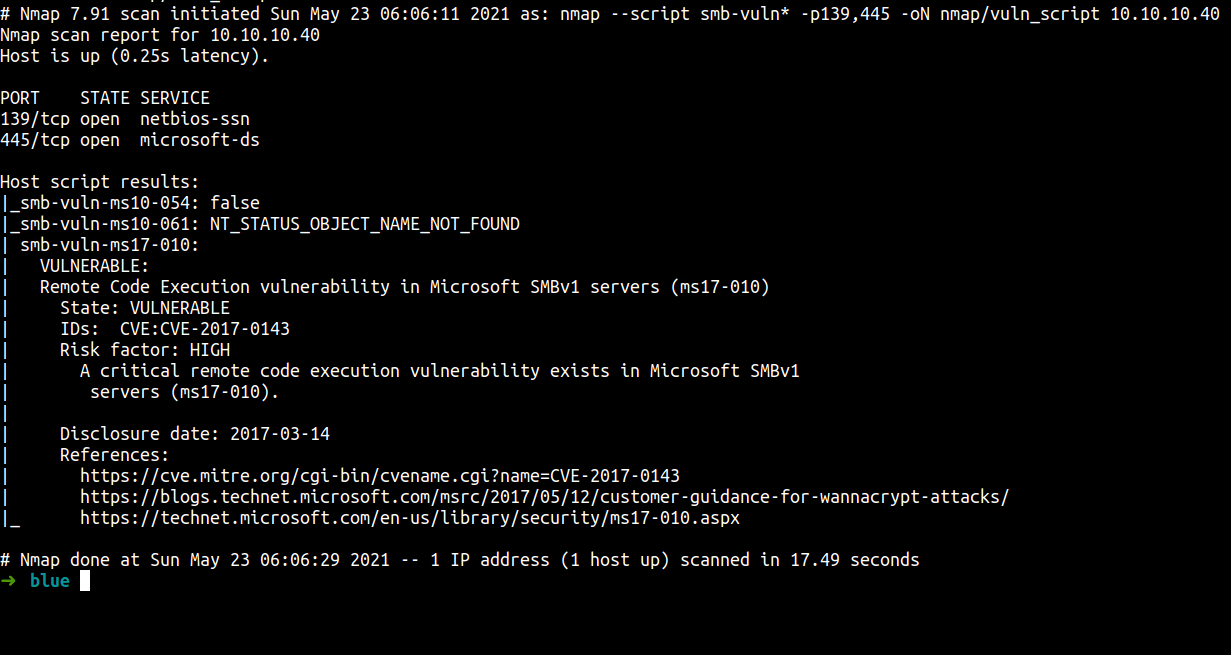 # Nmap 7.91 scan initiated Sun May 23 06:06:11 2021 as: nmap --script smb-vuln* -p139,445 -oN nmap/vuln_script 10.10.10.40
Nmap scan report for 10.10.10.40
Host is up (0.25s latency).

PORT    STATE SERVICE
139/tcp open  netbios-ssn
445/tcp open  microsoft-ds

Host script results:
|_smb-vuln-ms10-054: false
|_smb-vuln-ms10-061: NT_STATUS_OBJECT_NAME_NOT_FOUND
| smb-vuln-ms17-010:
|   VULNERABLE:
|   Remote Code Execution vulnerability in Microsoft SMBv1 servers (ms17-010)
|     State: VULNERABLE
|     IDs:  CVE:CVE-2017-0143
|     Risk factor: HIGH
|       A critical remote code execution vulnerability exists in Microsoft SMBv1
|        servers (ms17-010).
|
|     Disclosure date: 2017-03-14
|     References:
|       https://cve.mitre.org/cgi-bin/cvename.cgi?name=CVE-2017-0143
|       https://blogs.technet.microsoft.com/msrc/2017/05/12/customer-guidance-for-wannacrypt-attacks/
|_      https://technet.microsoft.com/en-us/library/security/ms17-010.aspx

# Nmap done at Sun May 23 06:06:29 2021 -- 1 IP address (1 host up) scanned in 17.49 seconds
→ blue